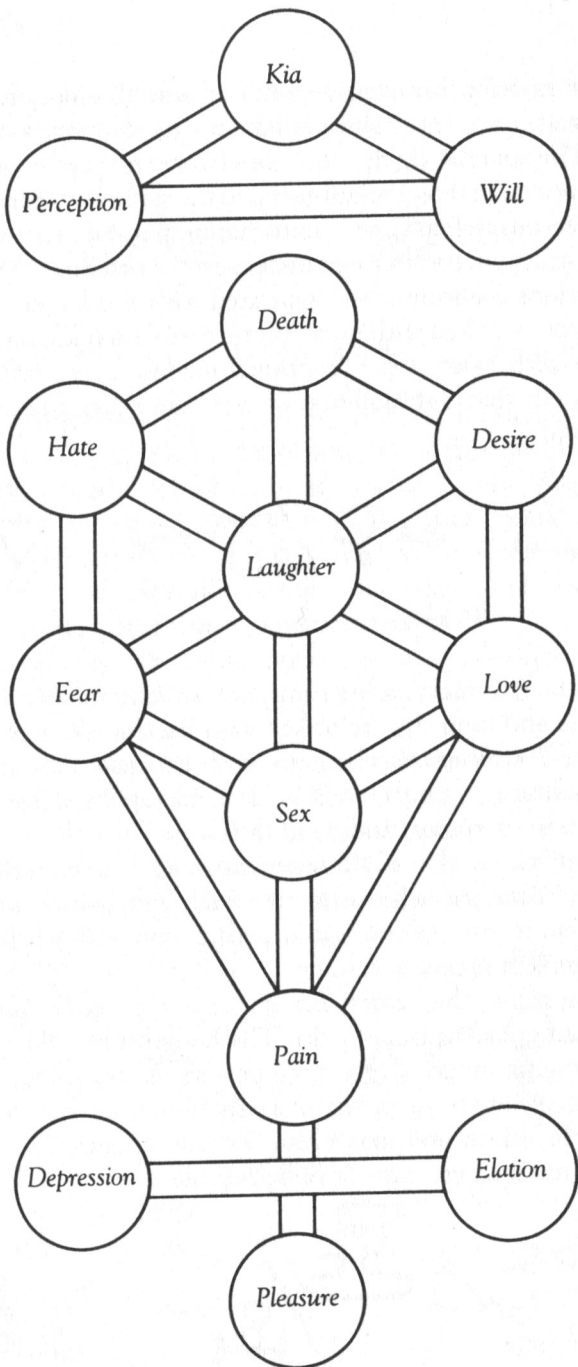 Kia
Perception
Will
Death
Hate
Desire
Laughter
Fear
Love
Sex
Pain
Depression
Elation
Pleasure